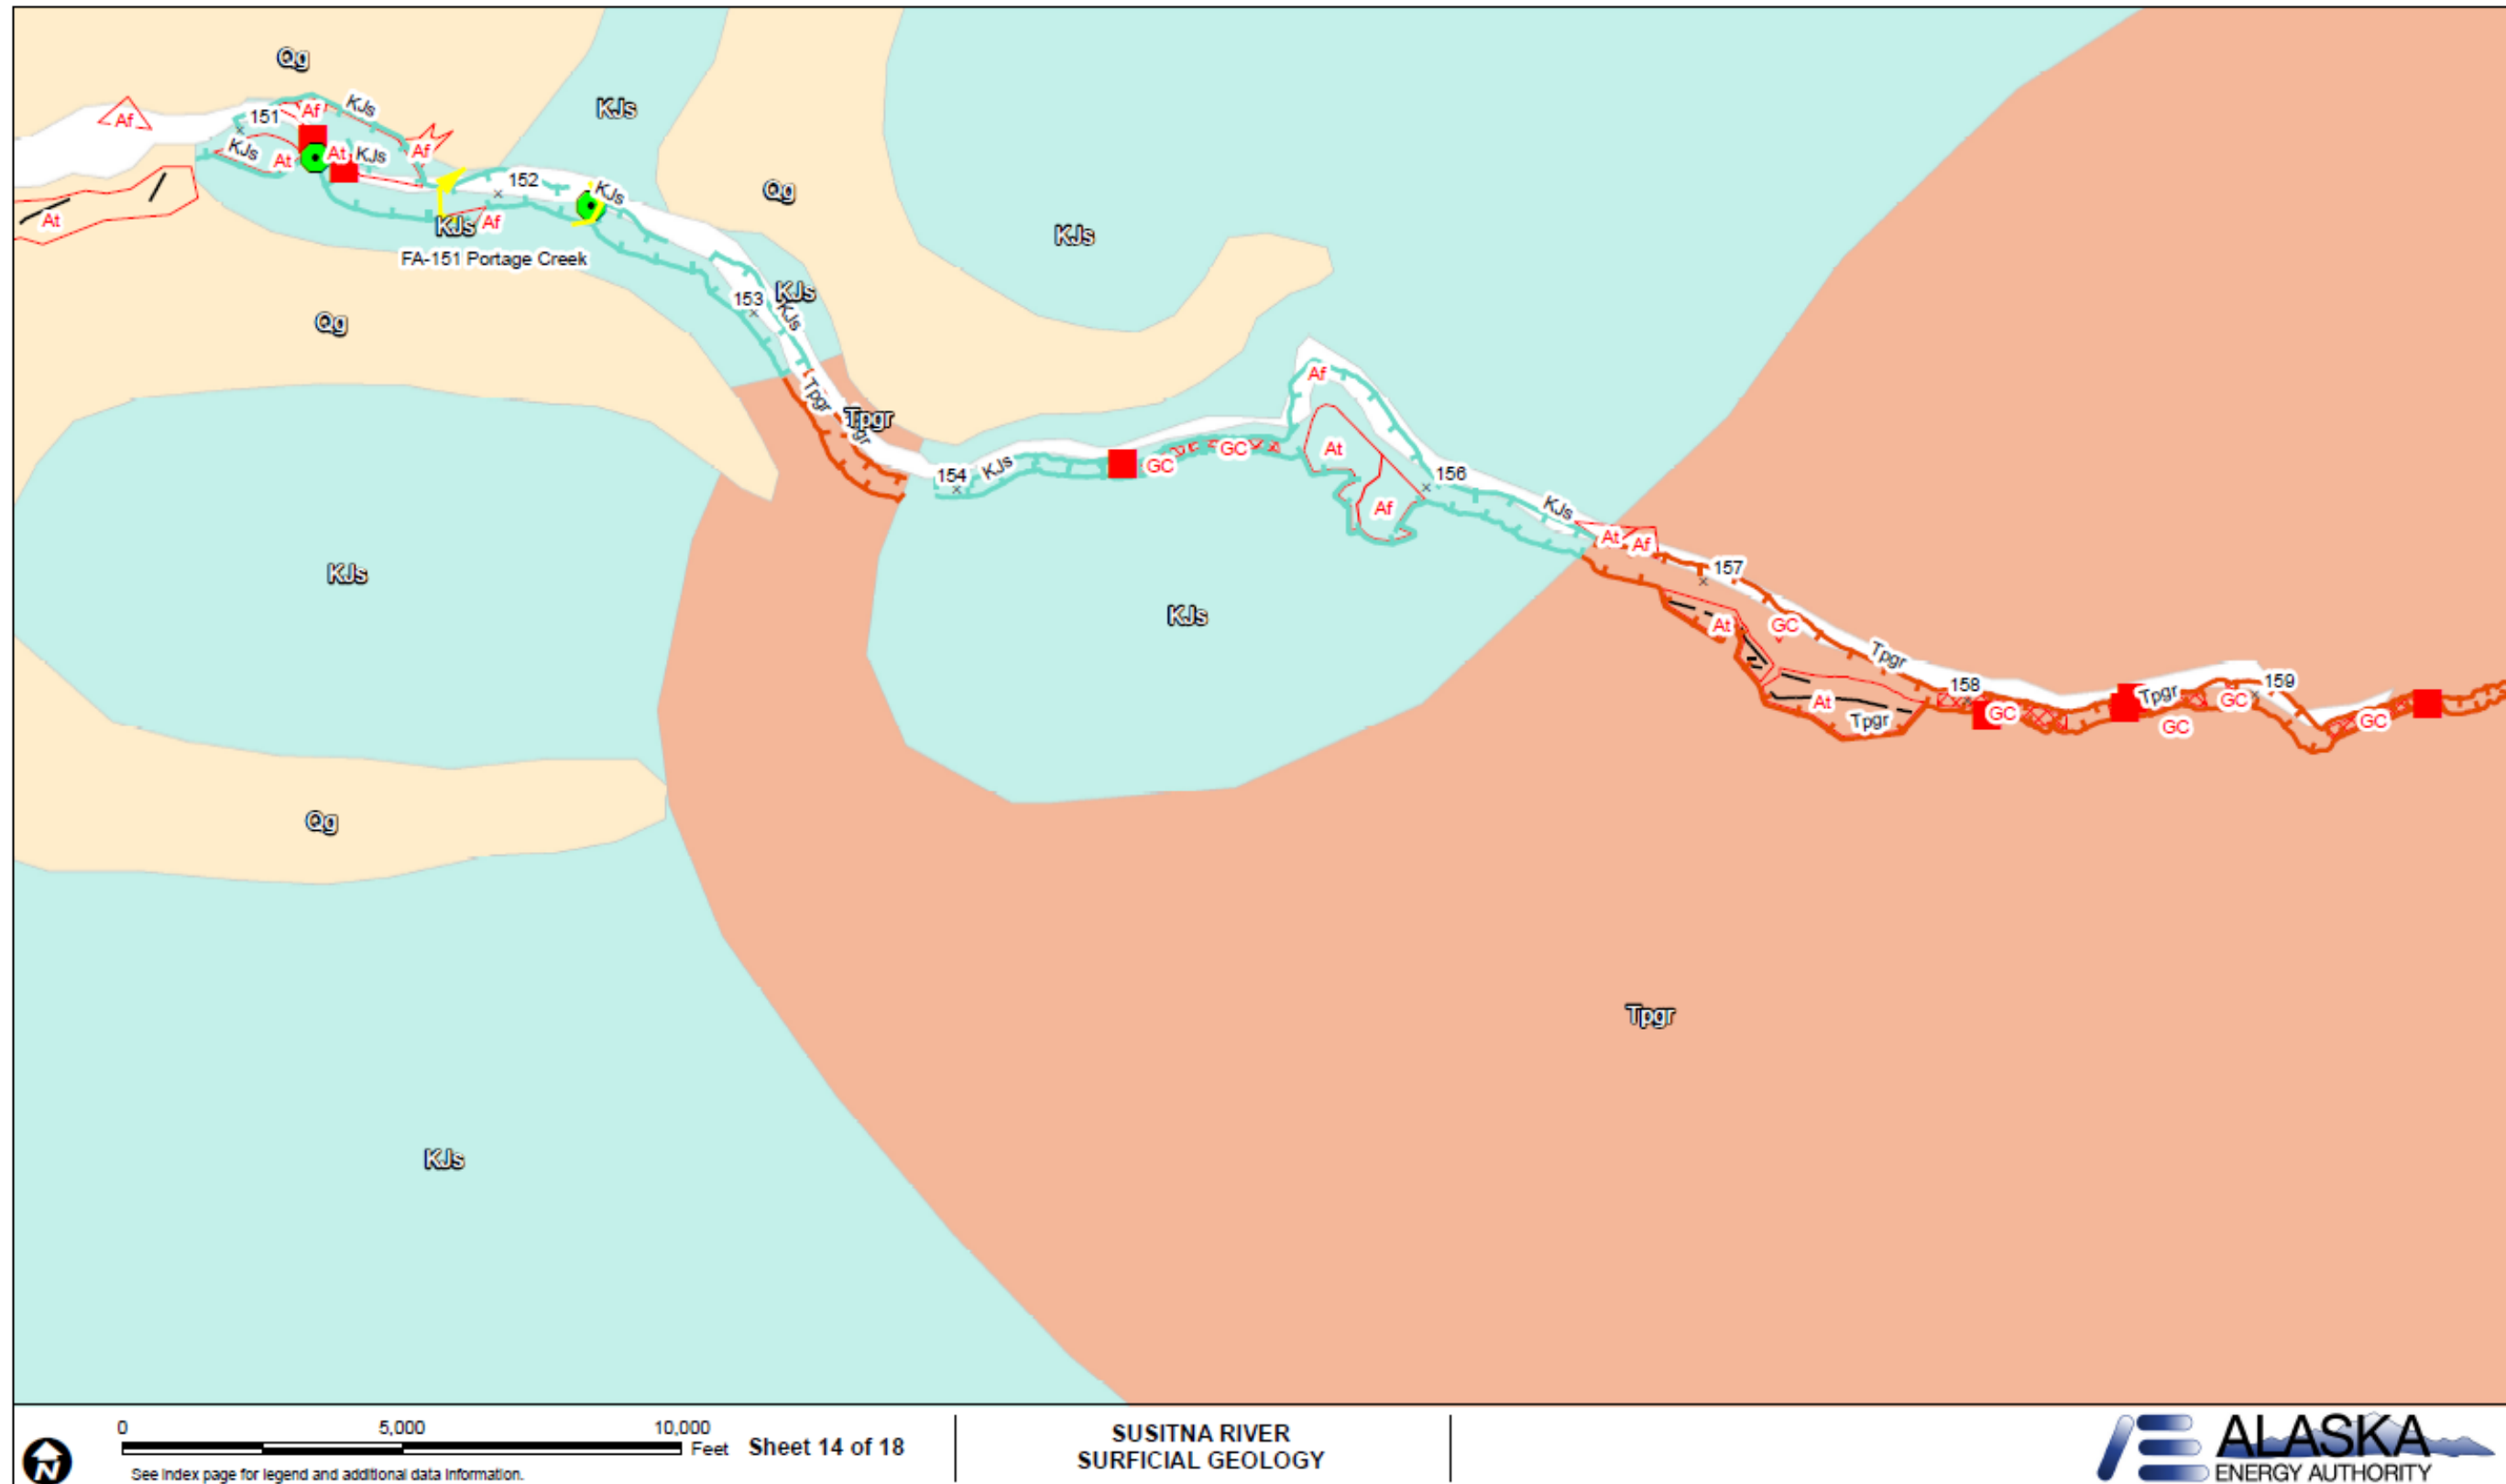 Qg
KJs
Af
151
Af
KJs
KJs
At
At
KJs
Af
152
KJs
Qg
At
KJs
Af
KJs
FA-151 Portage Creek
153
KJs
KJs
Qg
Tpgr
Tpgr
Af
At
GC
GC
154
KJs
156
KJs
Af
At
Af
KJs
157
KJs
At
GC
Tpgr
158
159
At
Tpgr
GC
Tpgr
GC
GC
GC
Qg
Tpgr
KJs
0 5,000 10,000
Feet
Sheet 14 of 18
See Index page for legend and additional data information.
SUSITNA RIVER
SURFICIAL GEOLOGY
N
ALASKA
ENERGY AUTHORITY